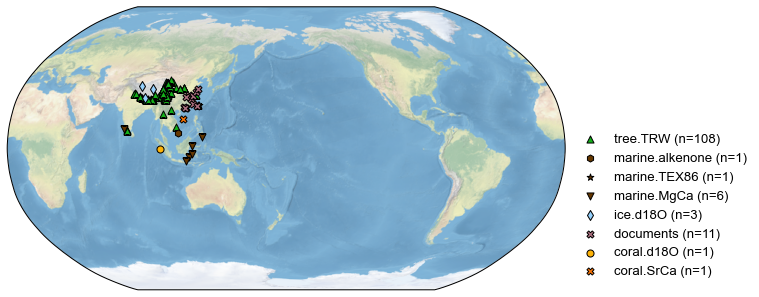 tree.TRW (n=108)
marine.alkenone (n=1)
marine.TEX86 (n=1)
marine.MgCa (n=6)
ice.d18O (n=3)
documents (n=11)
coral.d18O (n=1)
coral.SrCa (n=1)